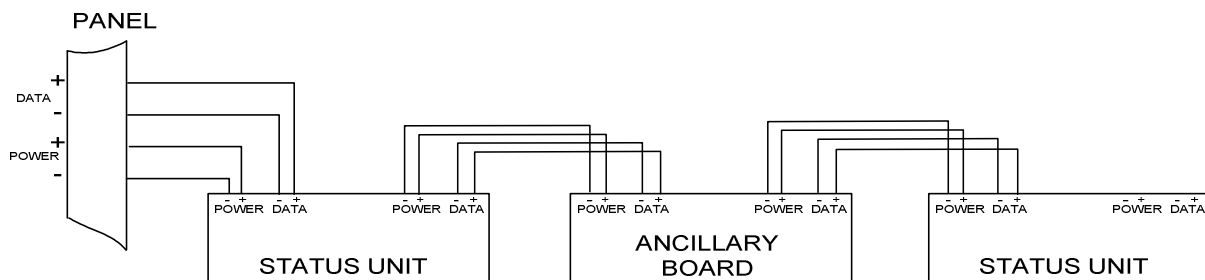 PANEL
+
DATA
-
+
POWER
-
- + - +
POWER DATA
- + - +
POWER DATA
STATUS UNIT
- + - +
POWER DATA
- + - +
POWER DATA
ANCILLARY
BOARD
- + - +
POWER DATA
- + - +
POWER DATA
STATUS UNIT